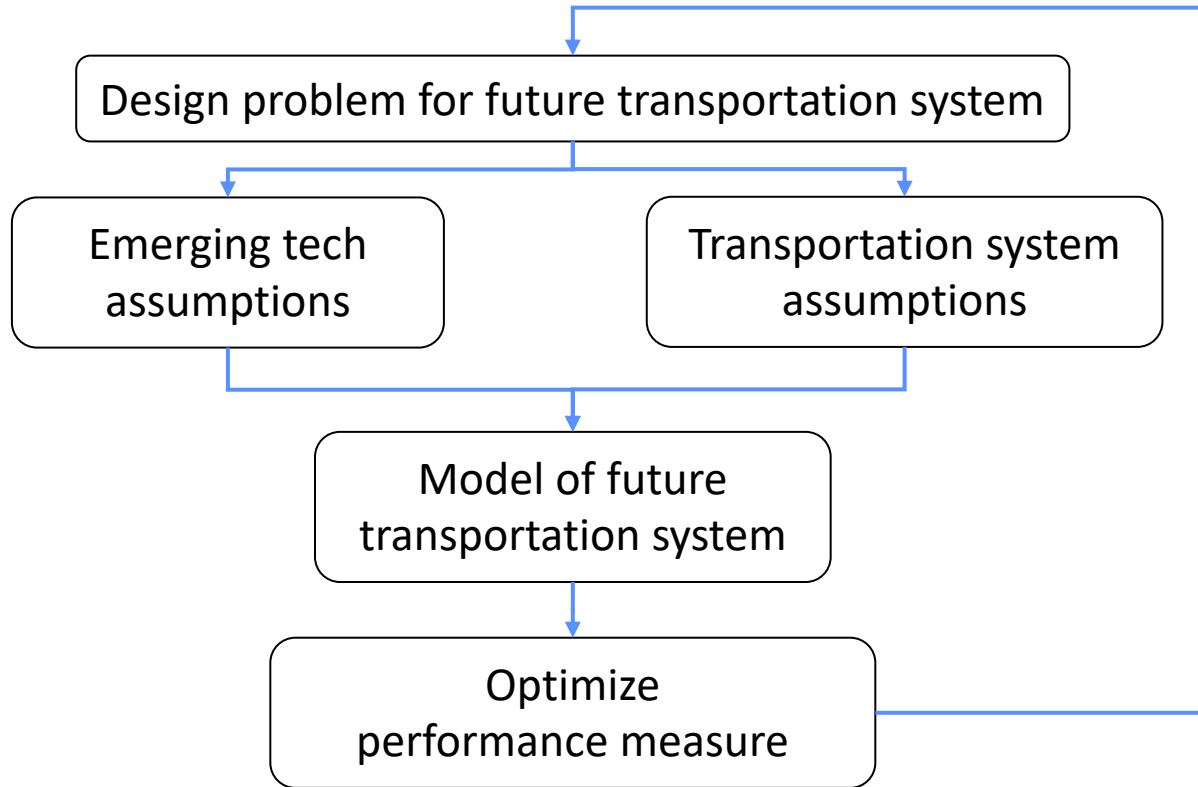 Design problem for future transportation system
Emerging tech
assumptions
Transportation system
assumptions
Model of future
transportation system
Optimize
performance measure